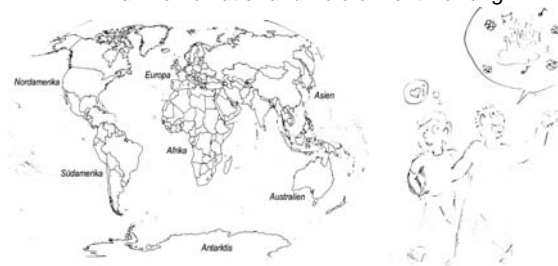 Nordamerika
Europa
Asien
Afrika
Südamerika
Australien
Antarktis